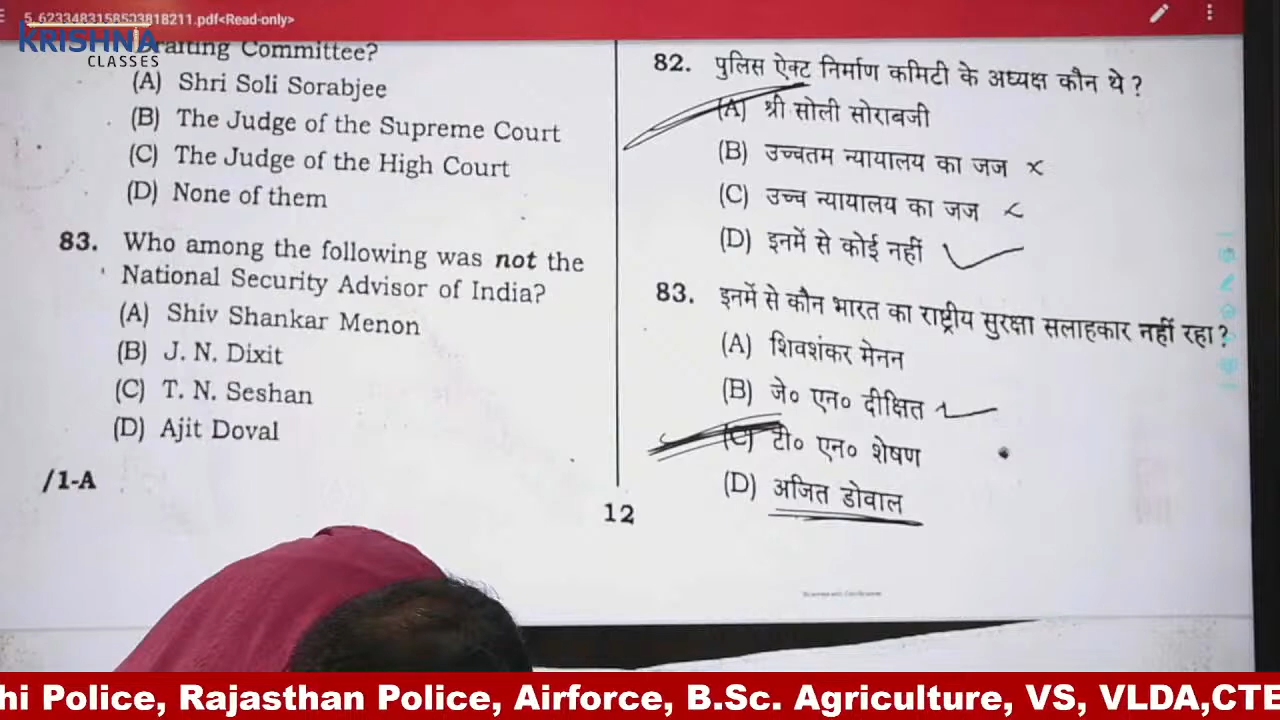 5_6233483158503818211.pdf<Read-only>
KRISHNA
CLASSES
Drafting Committee?
(A) Shri Soli Sorabjee
(B) The Judge of the Supreme Court
(C) The Judge of the High Court
(D) None of them
83. Who among the following was not the
National Security Advisor of India?
(A) Shiv Shankar Menon
(B) J. N. Dixit
(C) T. N. Seshan
(D) Ajit Doval
/1-A
12
82. पुलिस ऐक्ट निर्माण कमिटी के अध्यक्ष कौन थे ?
(A) श्री सोली सोराबजी
(B) उच्चतम न्यायालय का जज
(C) उच्च न्यायालय का जज
(D) इनमें से कोई नहीं
83. इनमें से कौन भारत का राष्ट्रीय सुरक्षा सलाहकार नहीं रहा ?
(A) शिवशंकर मेनन
(B) जे० एन० दीक्षित
(C) टी० एन० शेषण
(D) अजित डोवाल
hi Police, Rajasthan Police, Airforce, B.Sc. Agriculture, VS, VLDA,CTE